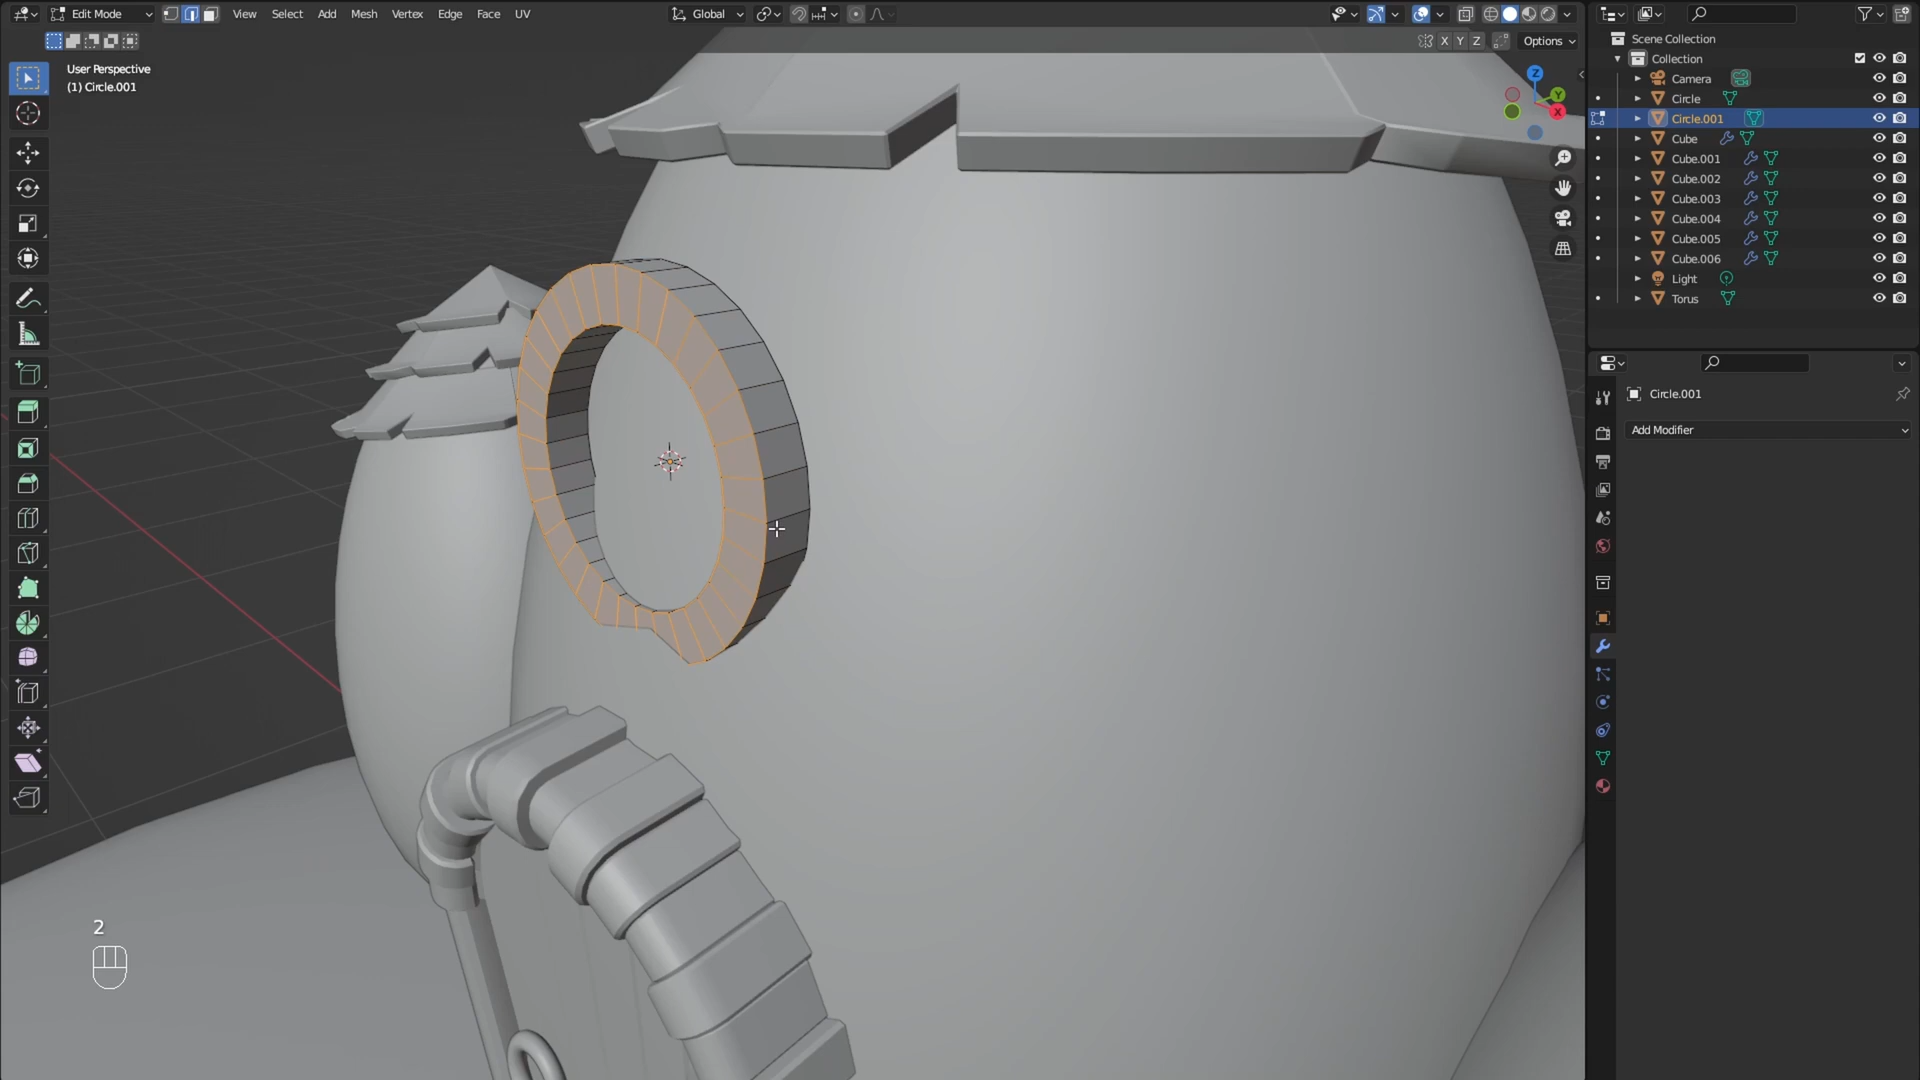 Edit Mode
View
Select
Add
Mesh
Vertex
Edge
Face
UV
Global
X
Y
Z
Options
User Perspective
(1) Circle.001
Z
Y
X
2
Scene Collection
Collection
Camera
Circle
Circle.001
Cube
Cube.001
Cube.002
Cube.003
Cube.004
Cube.005
Cube.006
Light
Torus
Circle.001
Add Modifier